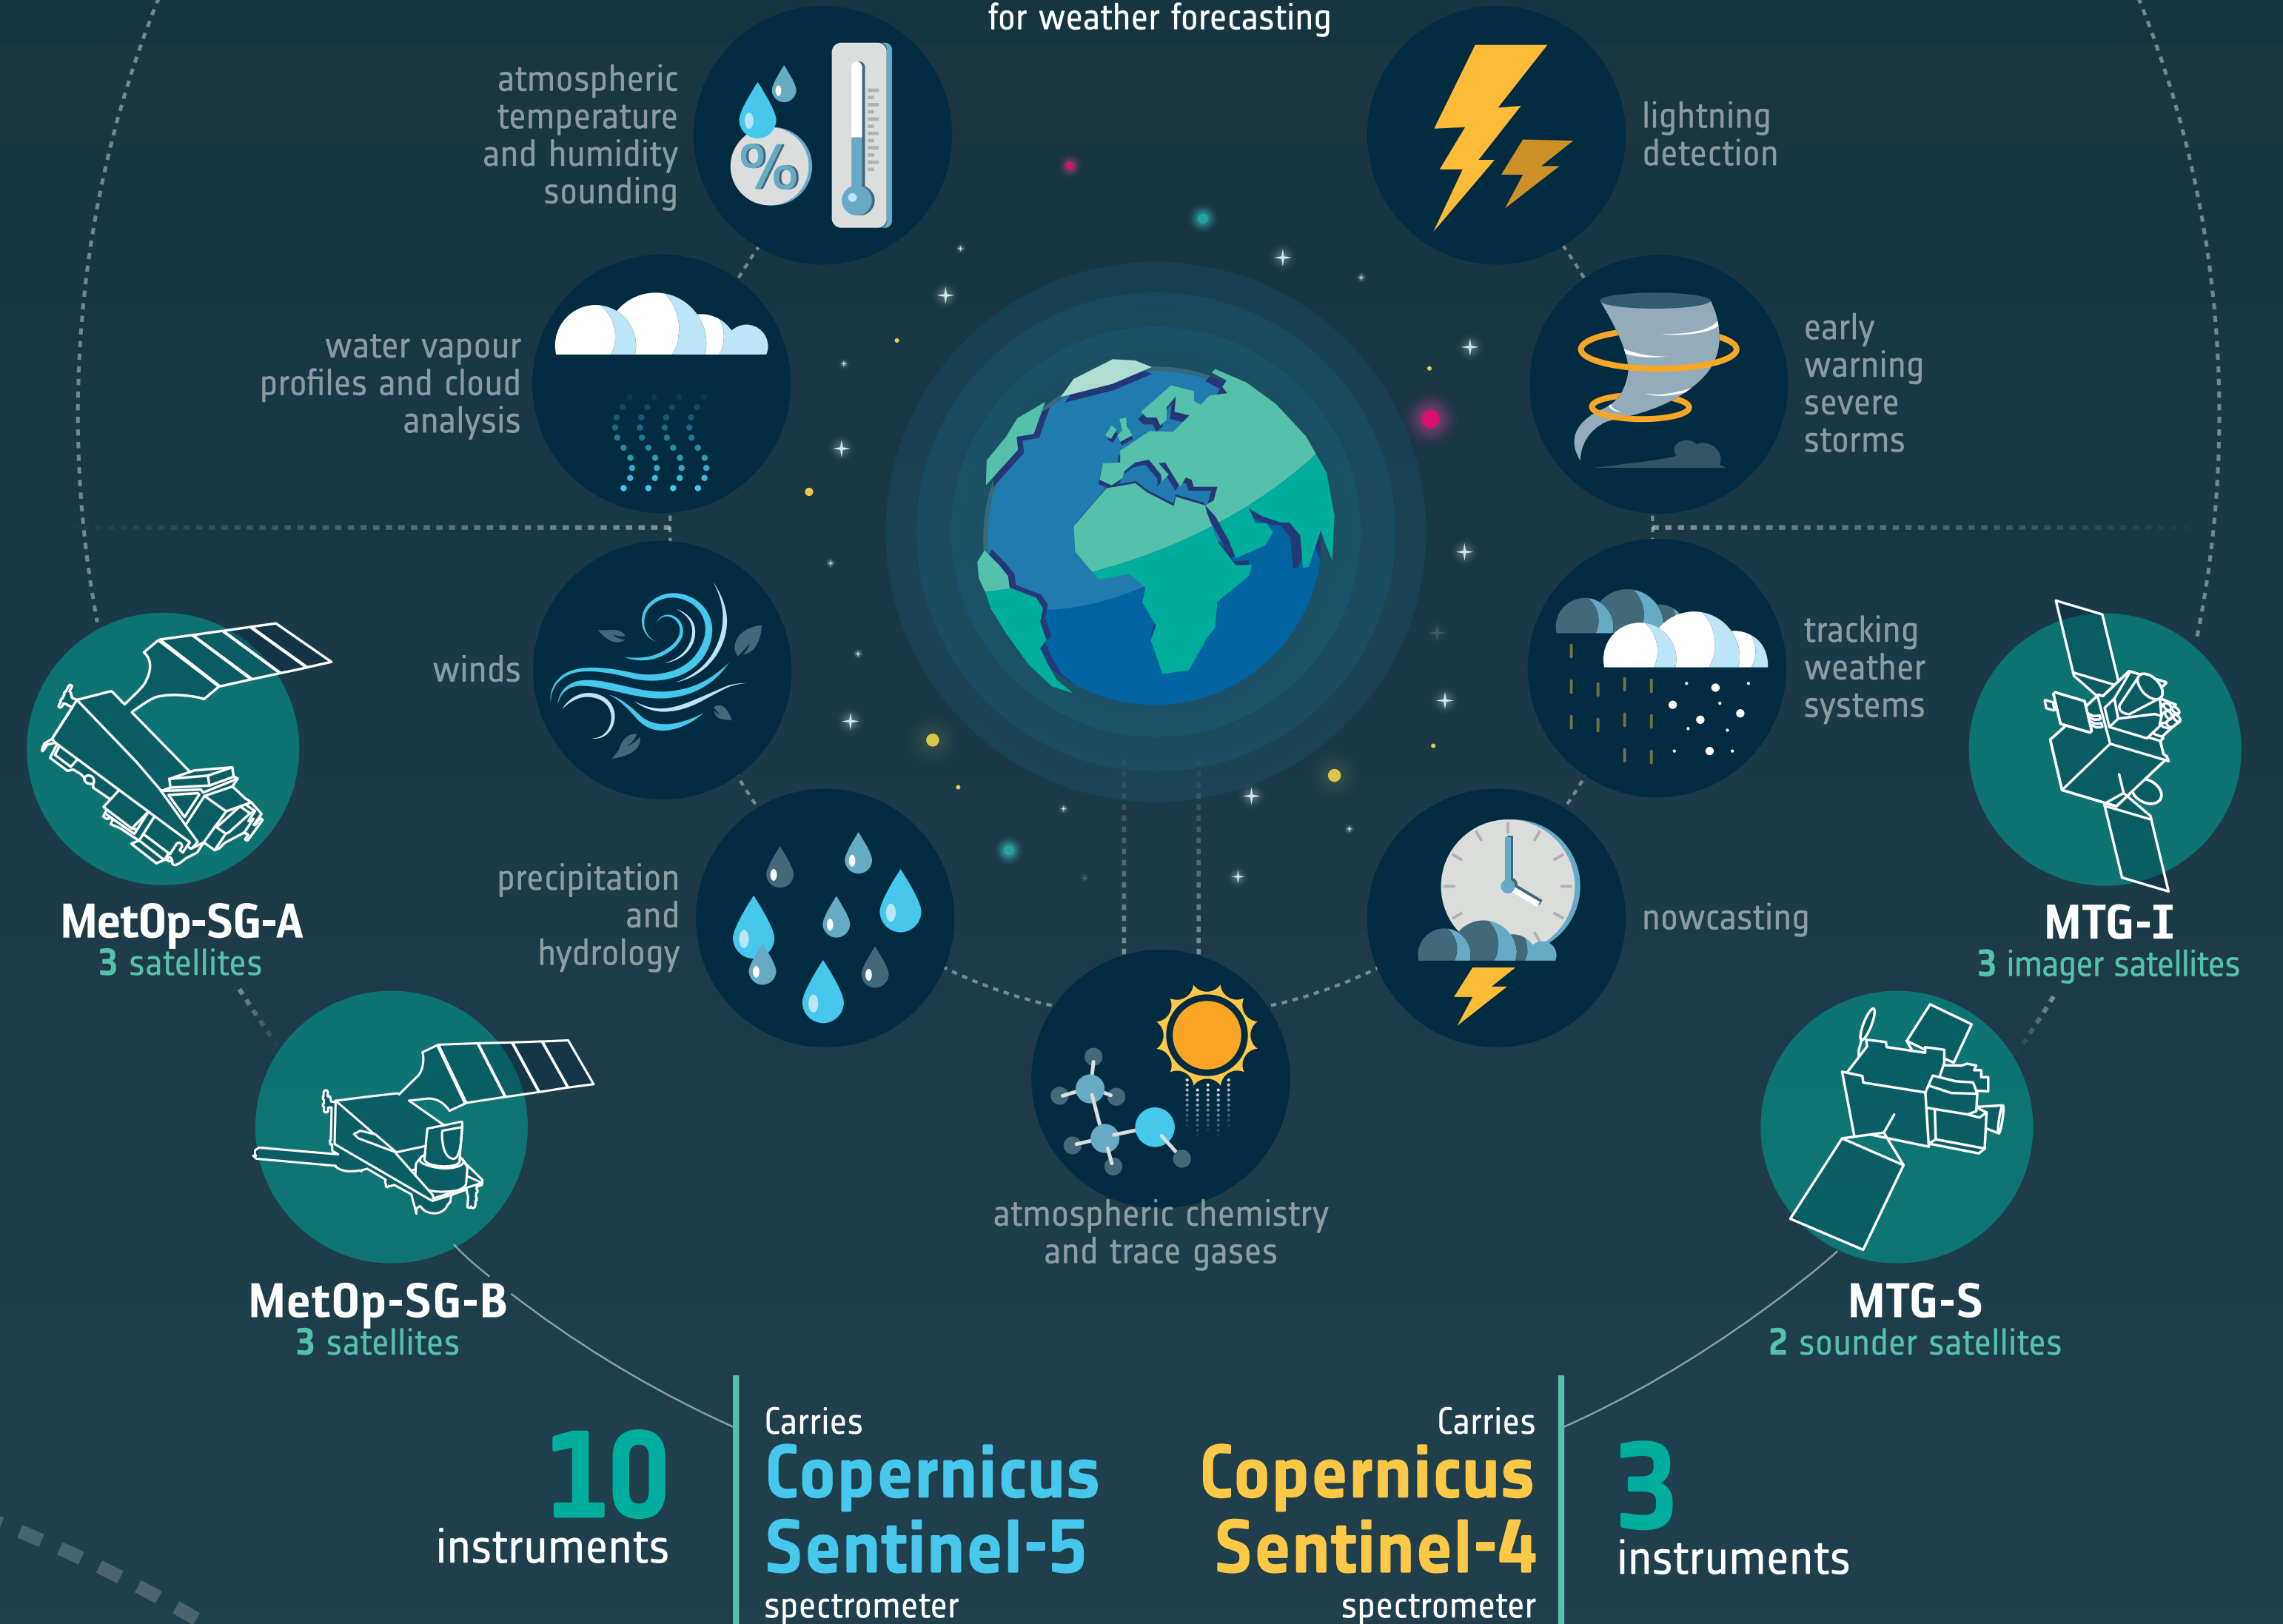 for weather forecasting
atmospheric
temperature
and humidity
sounding
%
lightning
detection
water vapour
profiles and cloud
analysis
early
warning
severe
storms
winds
tracking
weather
systems
precipitation
and
hydrology
nowcasting
MetOp-SG-A
3 satellites
MTG-I
3 imager satellites
atmospheric chemistry
and trace gases
MetOp-SG-B
3 satellites
MTG-S
2 sounder satellites
10
instruments
Carries
Copernicus
Sentinel-5
spectrometer
Carries
Copernicus
Sentinel-4
spectrometer
3
instruments